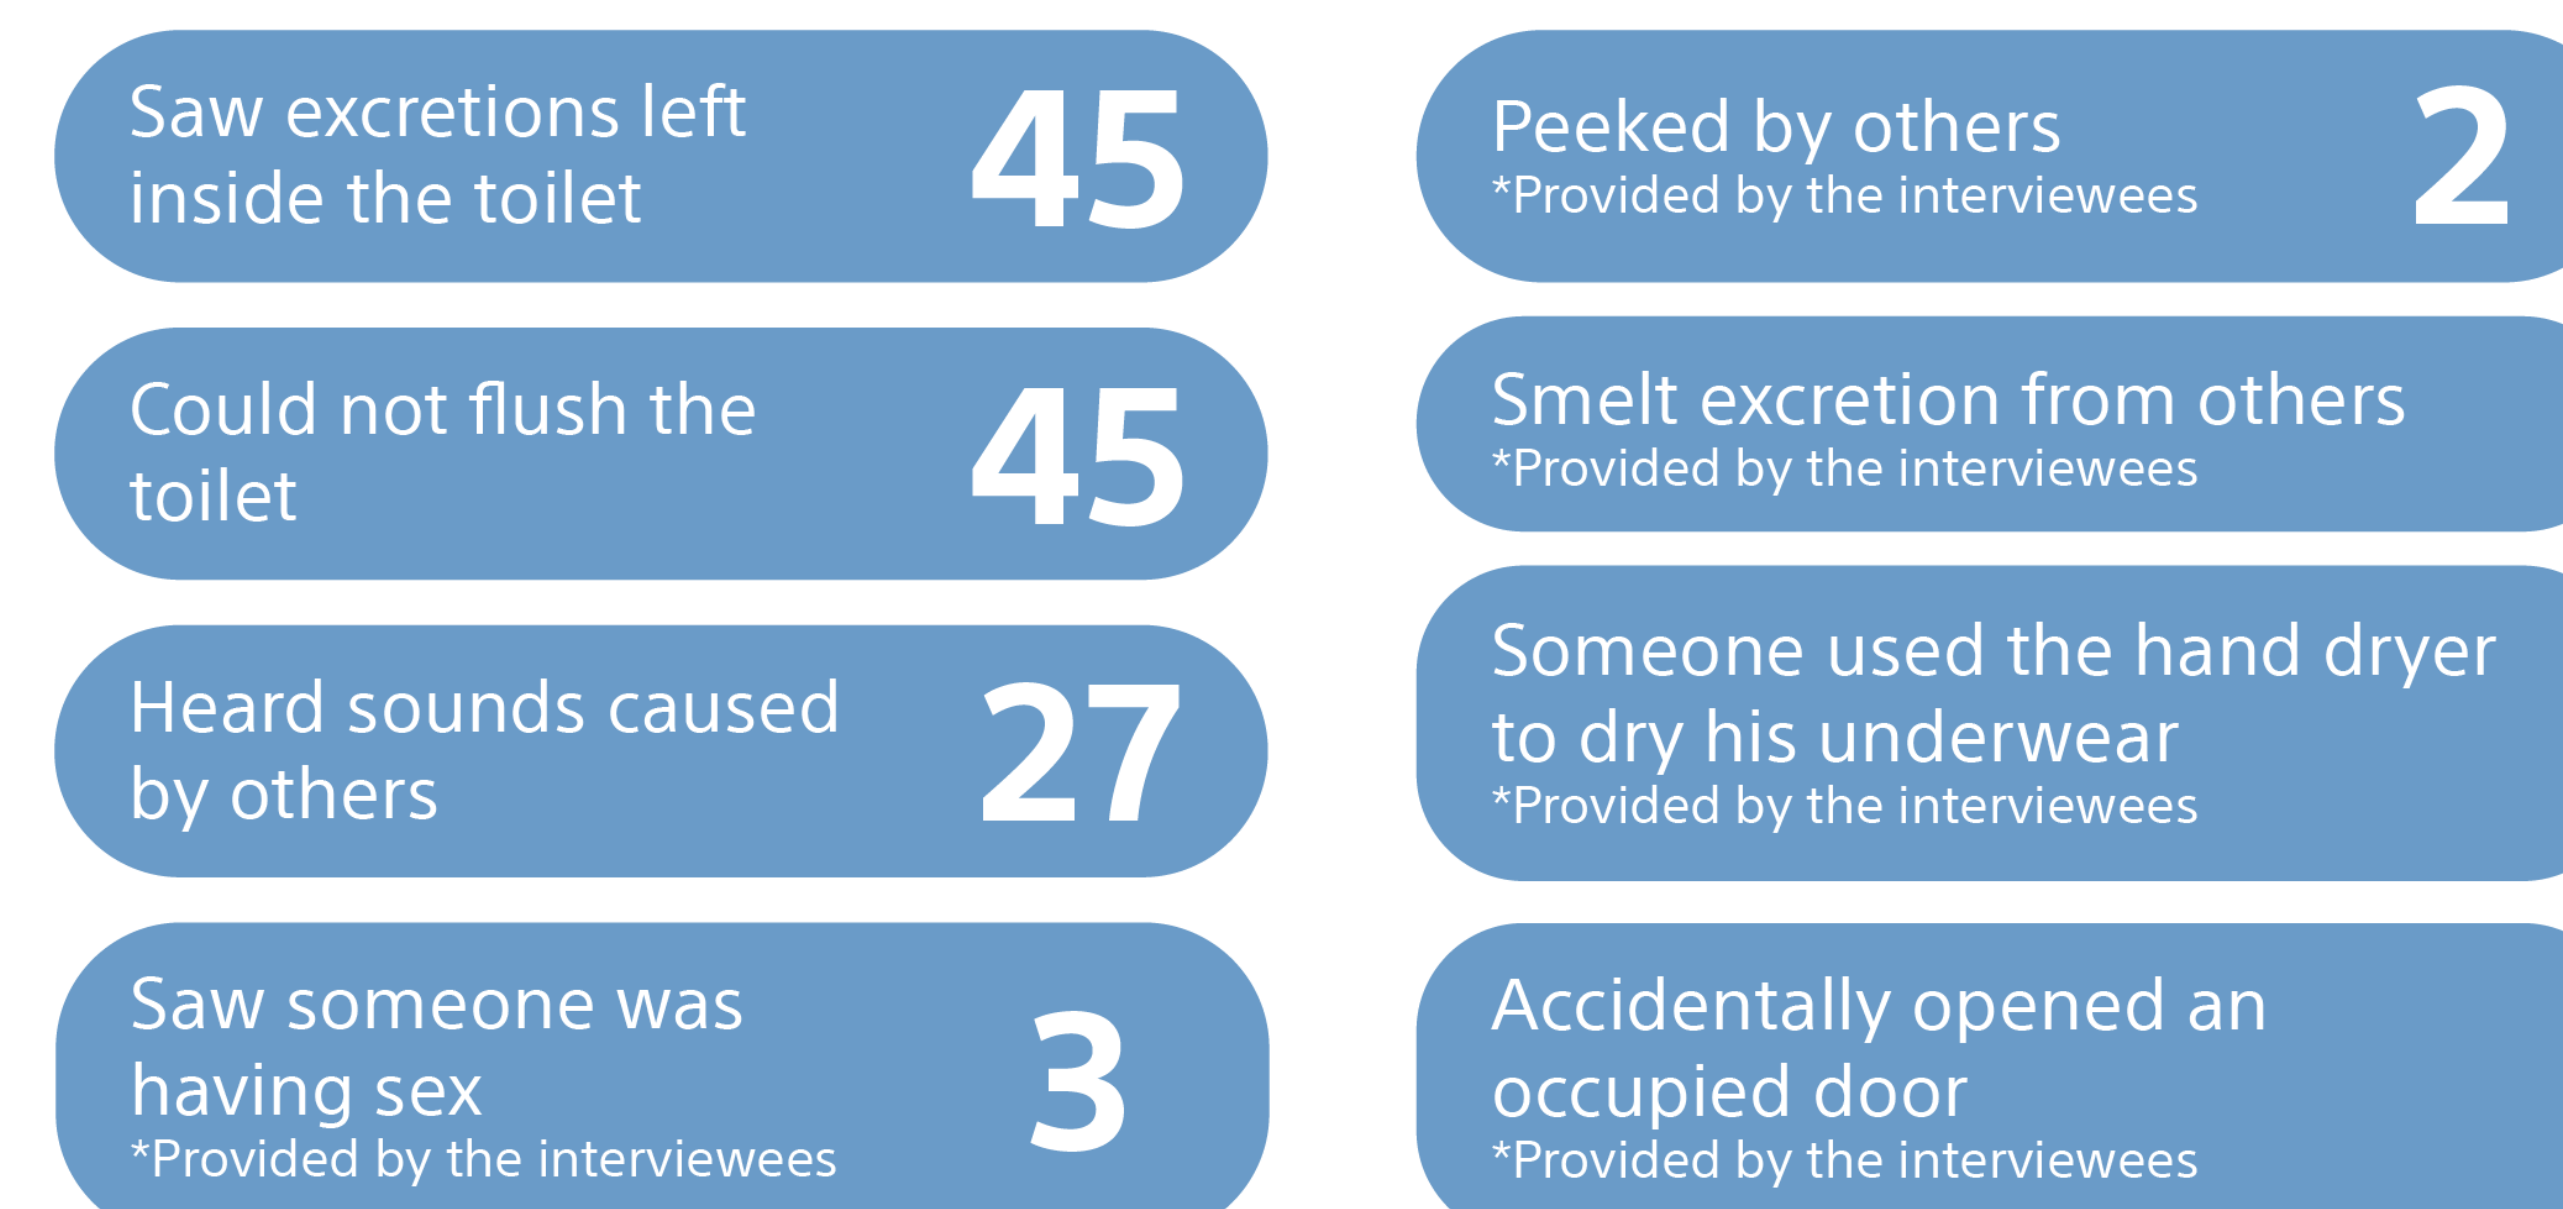 Saw excretions left
inside the toilet
45
Could not flush the
toilet
45
Heard sounds caused
by others
27
Saw someone was
having sex
*Provided by the interviewees
3
Peeked by others
*Provided by the interviewees
2
Smelt excretion from others
*Provided by the interviewees
Someone used the hand dryer
to dry his underwear
*Provided by the interviewees
Accidentally opened an
occupied door
*Provided by the interviewees